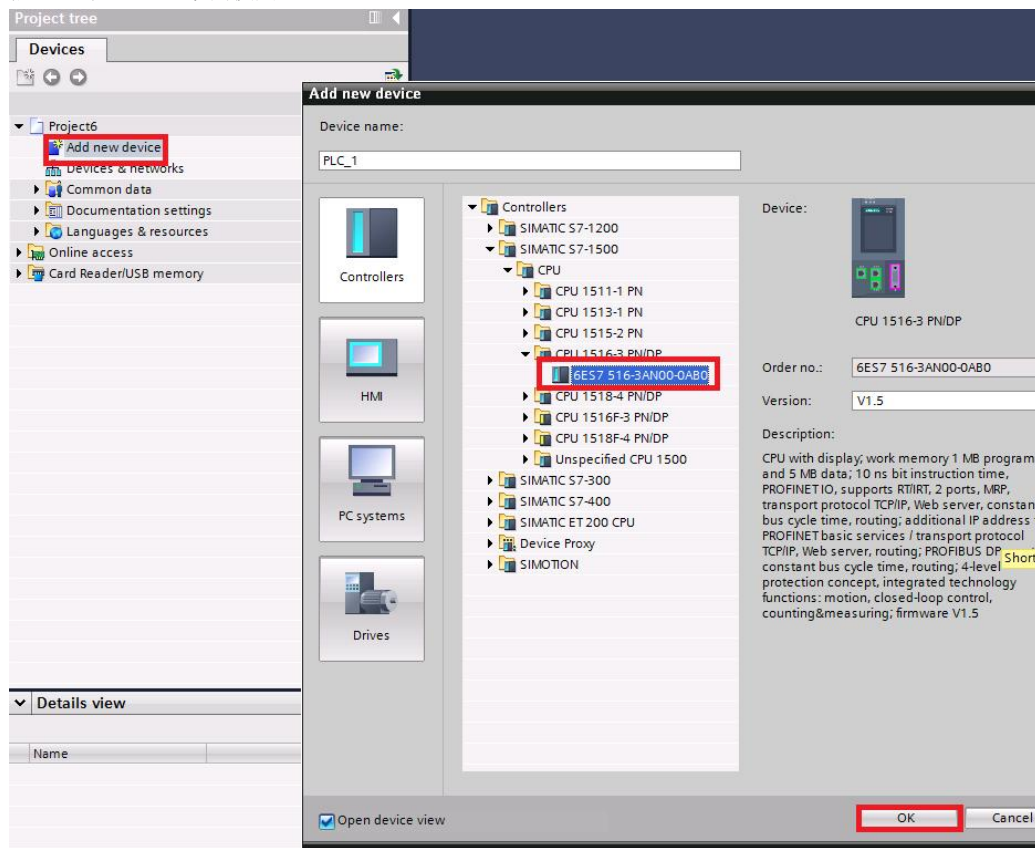 Project tree
Devices
Project6
Add new device
Devices & networks
Common data
Documentation settings
Languages & resources
Online access
Card Reader/USB memory
Details view
Name
Add new device
Device name:
PLC_1
Controllers
HMI
PC systems
Drives
Controllers
SIMATIC S7-1200
SIMATIC S7-1500
CPU
CPU 1511-1 PN
CPU 1513-1 PN
CPU 1515-2 PN
CPU 1516-3 PN/DP
6ES7 516-3AN00-0AB0
CPU 1518-4 PN/DP
CPU 1516F-3 PN/DP
CPU 1518F-4 PN/DP
Unspecified CPU 1500
SIMATIC S7-300
SIMATIC S7-400
SIMATIC ET 200 CPU
Device Proxy
SIMOTION
Device:
CPU 1516-3 PN/DP
Order no.:
6ES7 516-3AN00-0AB0
Version:
V1.5
Description:
CPU with display; work memory 1 MB program
and 5 MB data; 10 ns bit instruction time,
PROFINET IO, supports RT/IRT, 2 ports, MRP,
transport protocol TCP/IP, Web server, constan
bus cycle time, routing; additional IP address
PROFINET basic services / transport protocol
TCP/IP, Web server, routing; PROFIBUS DP
Short
constant bus cycle time, routing; 4-level
protection concept, integrated technology
functions: motion, closed-loop control,
counting&measuring; firmware V1.5
Open device view
OK
Cancel